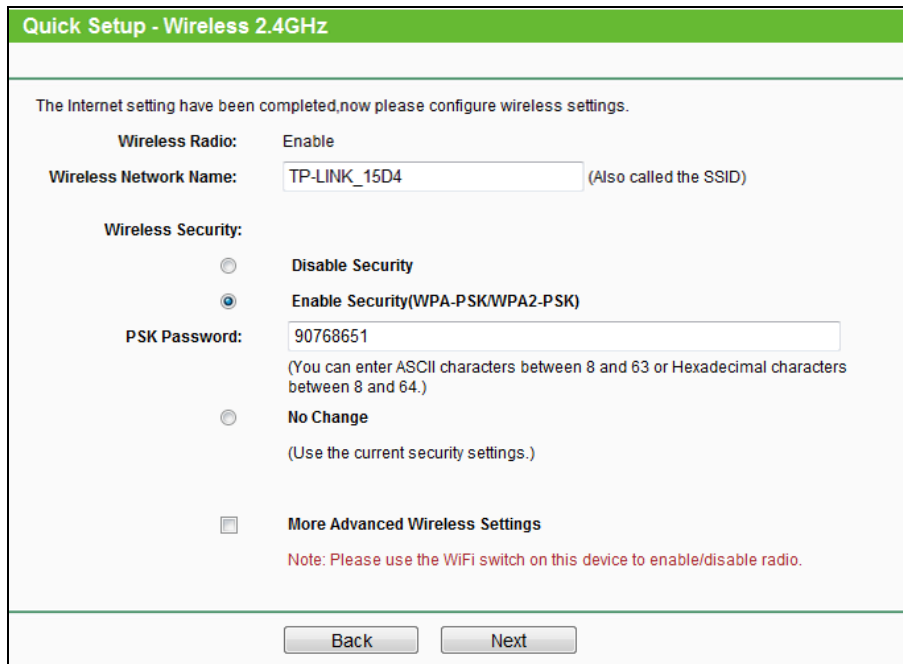 Quick Setup - Wireless 2.4GHz
The Internet setting have been completed,now please configure wireless settings.
Wireless Radio: Enable
Wireless Network Name: TP-LINK_15D4 (Also called the SSID)
Wireless Security:
Disable Security
Enable Security(WPA-PSK/WPA2-PSK)
PSK Password: 90768651
(You can enter ASCII characters between 8 and 63 or Hexadecimal characters
between 8 and 64.)
No Change
(Use the current security settings.)
More Advanced Wireless Settings
Note: Please use the WiFi switch on this device to enable/disable radio.
Back Next